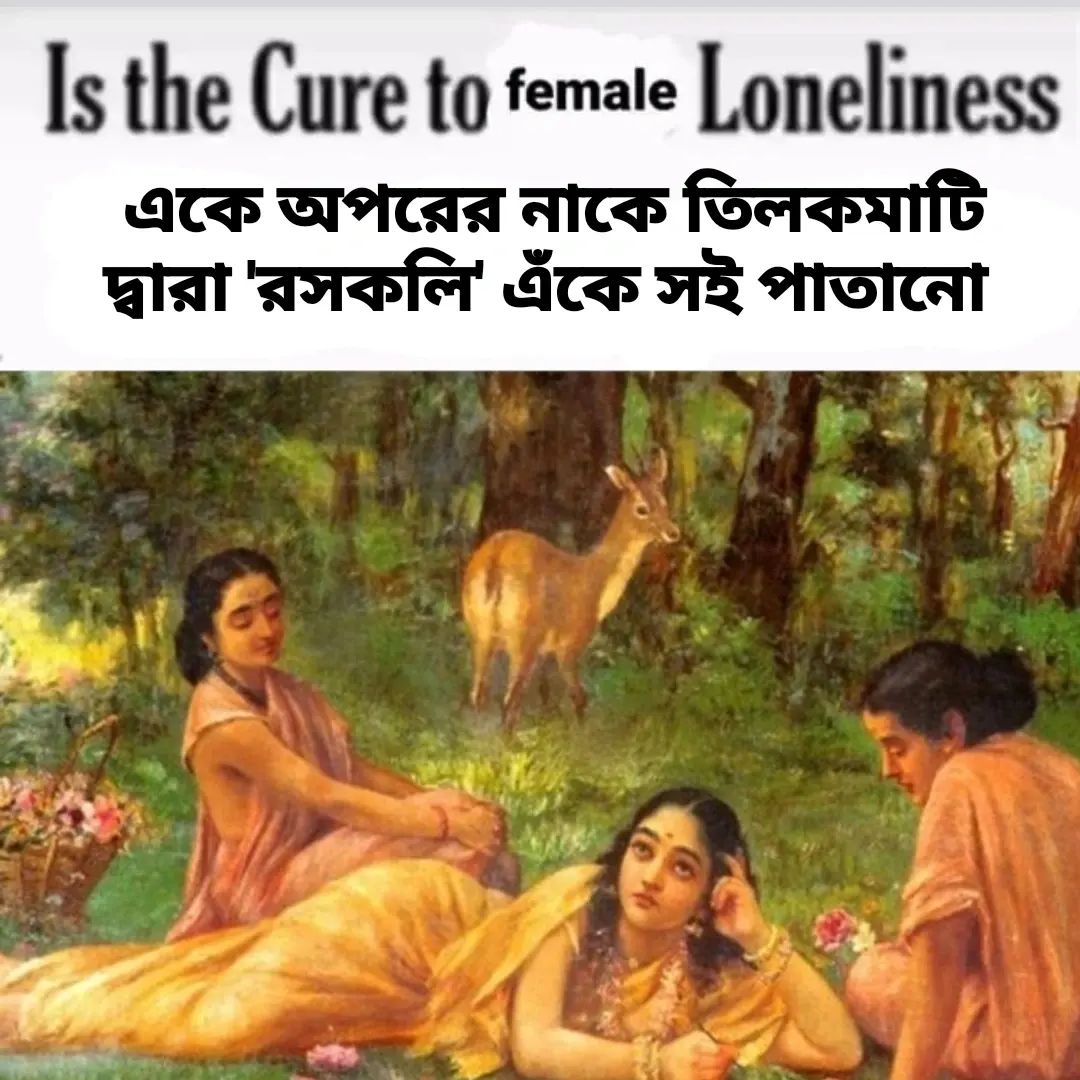 Is the Cure to female Loneliness
একে অপরের নাকে তিলকমাটি
দ্বারা 'রসকলি' এঁকে সই পাতানো